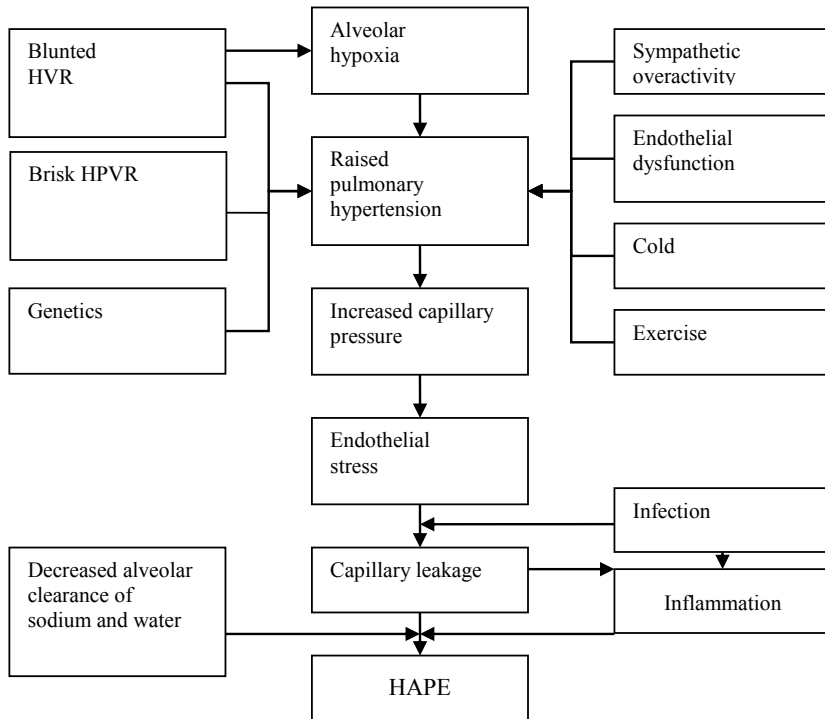 Blunted
HVR
Alveolar
hypoxia
Sympathetic
overactivity
Brisk HPVR
Raised
pulmonary
hypertension
Endothelial
dysfunction
Cold
Genetics
Increased capillary
pressure
Exercise
Endothelial
stress
Infection
Decreased alveolar
clearance of
sodium and water
Capillary leakage
Inflammation
HAPE